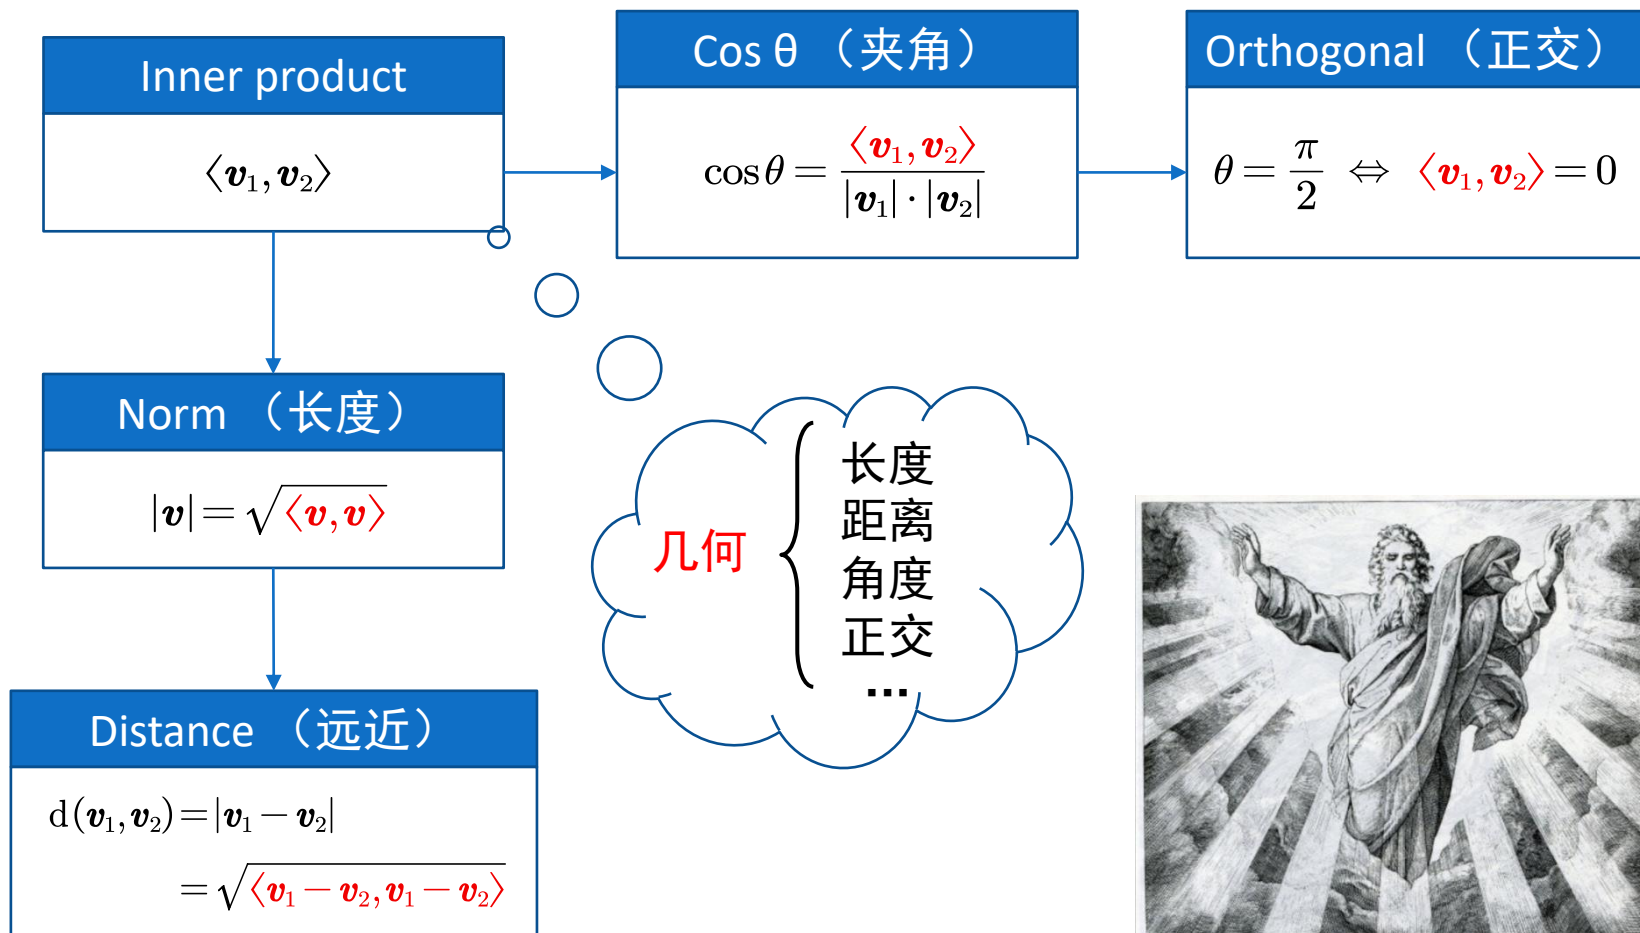 Inner product
⟨v₁, v₂⟩
Cos θ （夹角）
cos θ = ⟨v₁, v₂⟩ / |v₁| · |v₂|
Orthogonal （正交）
θ = π/2 ⇔ ⟨v₁, v₂⟩ = 0
Norm （长度）
|v| = √⟨v, v⟩
Distance （远近）
d(v₁, v₂) = |v₁ − v₂|
= √⟨v₁ − v₂, v₁ − v₂⟩
几何
长度
距离
角度
正交
...